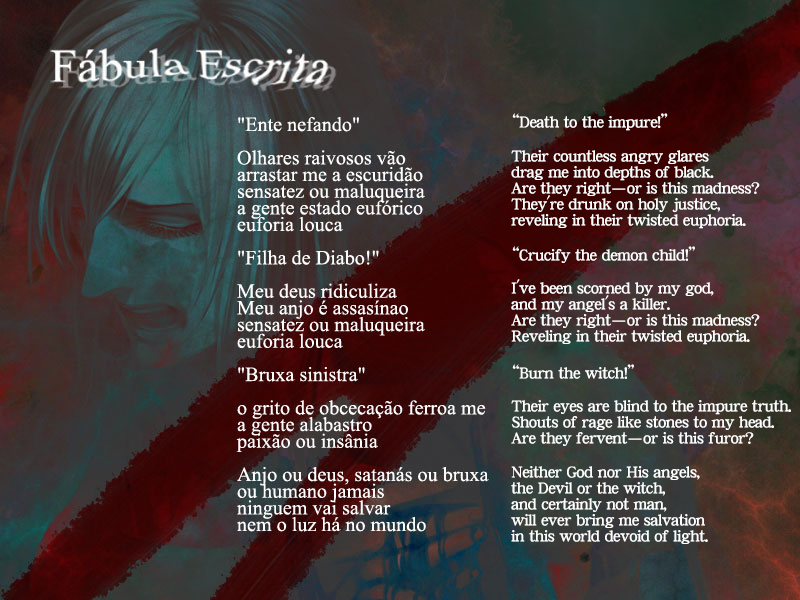 Fábula Escrita
"Ente nefando"
Olhares raivosos vão
arrastar me a escuridão
sensatez ou maluqueira
a gente estado eufórico
euforia louca
"Filha de Diabo!"
Meu deus ridiculiza
Meu anjo é assasínao
sensatez ou maluqueira
euforia louca
"Bruxa sinistra"
o grito de obcecação ferroa me
a gente alabastro
paixão ou insânia
Anjo ou deus, satanás ou bruxa
ou humano jamais
ninguem vai salvar
nem o luz há no mundo
“Death to the impure!”
Their countless angry glares
drag me into depths of black.
Are they right—or is this madness?
They're drunk on holy justice,
reveling in their twisted euphoria.
“Crucify the demon child!”
I've been scorned by my god,
and my angel's a killer.
Are they right—or is this madness?
Reveling in their twisted euphoria.
“Burn the witch!”
Their eyes are blind to the impure truth.
Shouts of rage like stones to my head.
Are they fervent—or is this furor?
Neither God nor His angels,
the Devil or the witch,
and certainly not man,
will ever bring me salvation
in this world devoid of light.